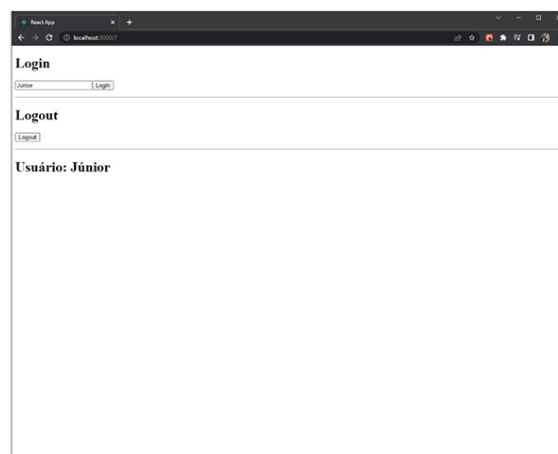 React App
localhost:3000/?
Login
Júnior Login
Logout
Logout
Usuário: Júnior